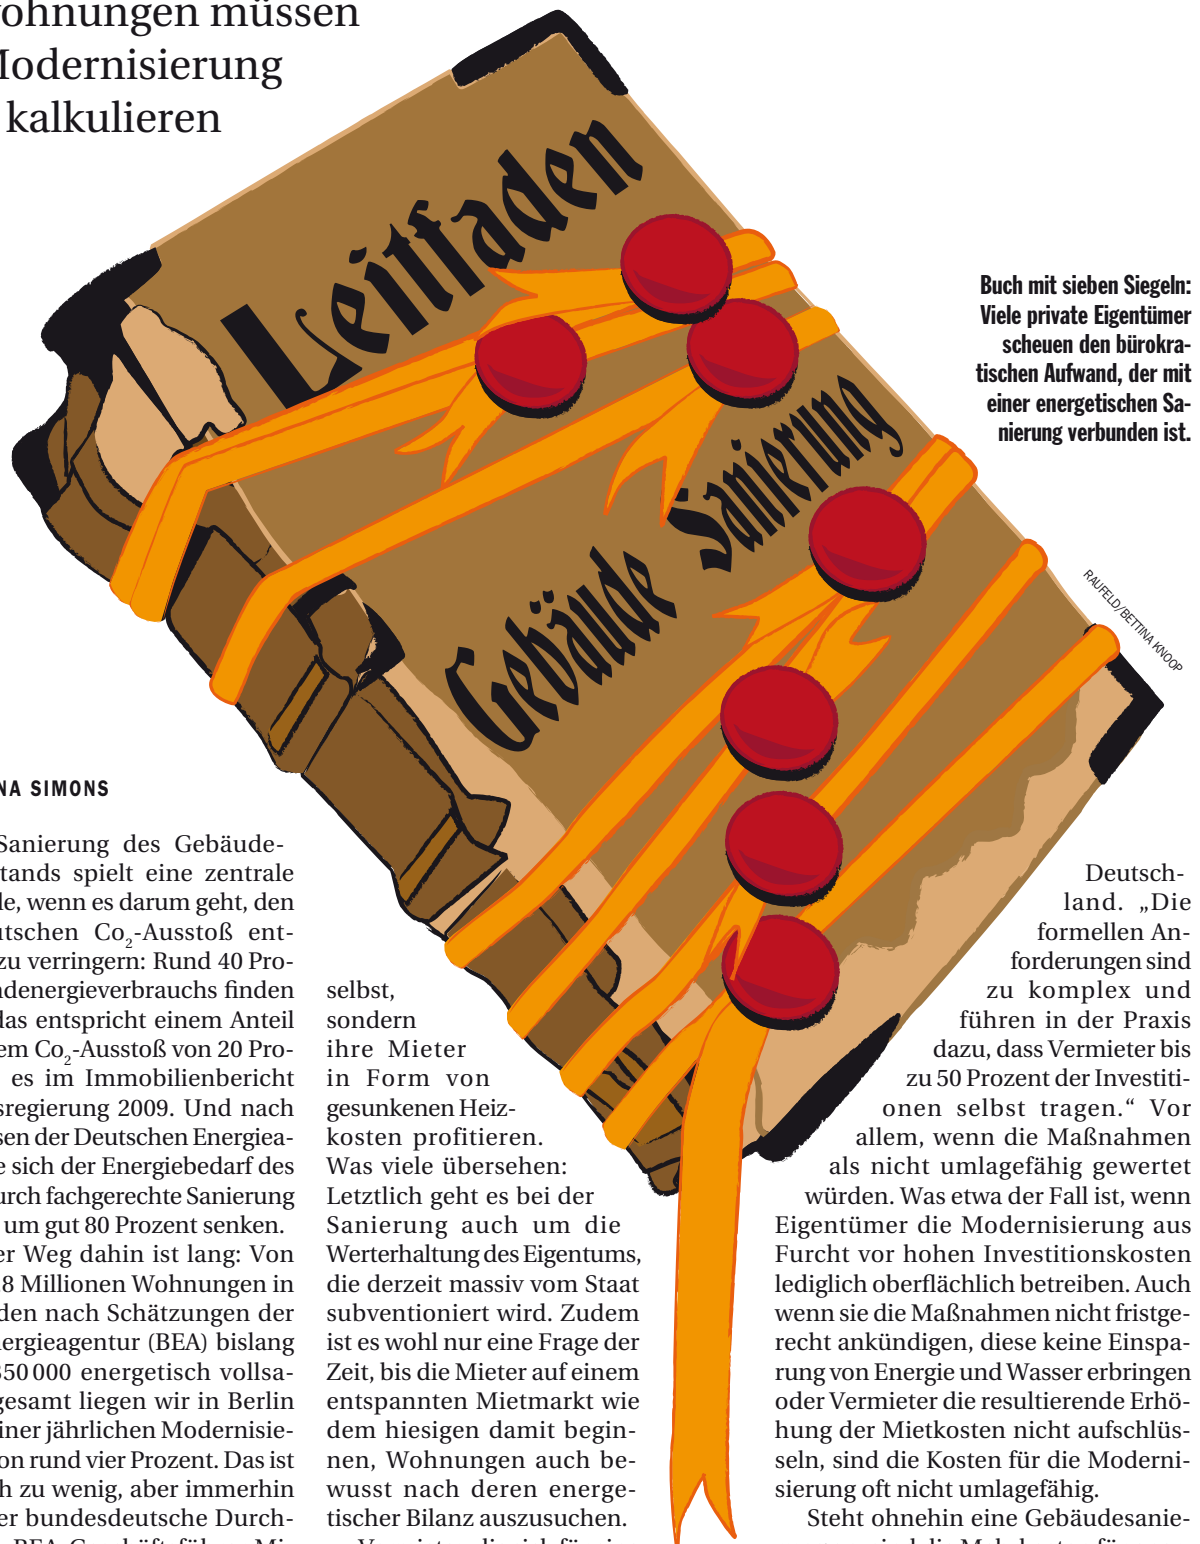 ohnungen müssen
Modernisierung
kalkulieren
Leitfaden
Gebäude Sanierung
Buch mit sieben Siegeln:
Viele private Eigentümer
scheuen den bürokra-
tischen Aufwand, der mit
einer energetischen Sa-
nierung verbunden ist.
RAUFELD/BETTINA KNOOP
NA SIMONS
Sanierung des Gebäude-
tands spielt eine zentrale
le, wenn es darum geht, den
utschen Co₂-Ausstoß ent-
zu verringern: Rund 40 Pro-
ndenergieverbrauchs finden
das entspricht einem Anteil
em Co₂-Ausstoß von 20 Pro-
es im Immobilienbericht
sregierung 2009. Und nach
sen der Deutschen Energiea-
e sich der Energiebedarf des
urch fachgerechte Sanierung
um gut 80 Prozent senken.
er Weg dahin ist lang: Von
,8 Millionen Wohnungen in
den nach Schätzungen der
nergieagentur (BEA) bislang
350 000 energetisch vollsa-
gesamt liegen wir in Berlin
einer jährlichen Modernisie-
on rund vier Prozent. Das ist
h zu wenig, aber immerhin
er bundesdeutsche Durch-
selbst,
sondern
ihre Mieter
in Form von
gesunkenen Heiz-
kosten profitieren.
Was viele übersehen:
Letztlich geht es bei der
Sanierung auch um die
Werterhaltung des Eigentums,
die derzeit massiv vom Staat
subventioniert wird. Zudem
ist es wohl nur eine Frage der
Zeit, bis die Mieter auf einem
entspannten Mietmarkt wie
dem hiesigen damit begin-
nen, Wohnungen auch be-
wusst nach deren energe-
tischer Bilanz auszusuchen.
Deutsch-
land. „Die
formellen An-
forderungen sind
zu komplex und
führen in der Praxis
dazu, dass Vermieter bis
zu 50 Prozent der Investiti-
onen selbst tragen.“ Vor
allem, wenn die Maßnahmen
als nicht umlagefähig gewertet
würden. Was etwa der Fall ist, wenn
Eigentümer die Modernisierung aus
Furcht vor hohen Investitionskosten
lediglich oberflächlich betreiben. Auch
wenn sie die Maßnahmen nicht fristge-
recht ankündigen, diese keine Einspa-
rung von Energie und Wasser erbringen
oder Vermieter die resultierende Erhö-
hung der Mietkosten nicht aufschlüs-
seln, sind die Kosten für die Moderni-
sierung oft nicht umlagefähig.
Steht ohnehin eine Gebäudesanie-